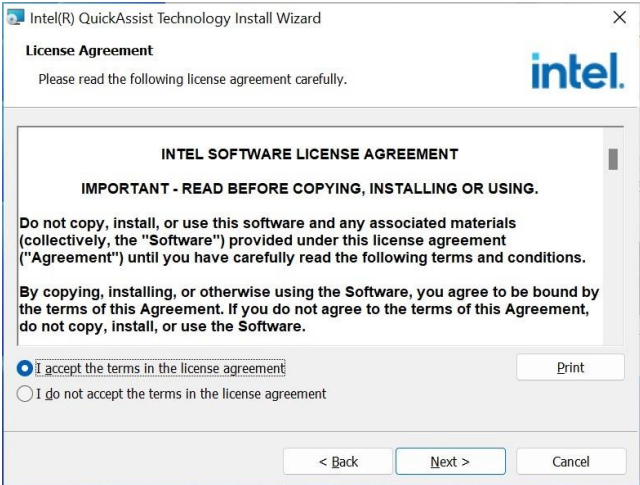 Intel(R) QuickAssist Technology Install Wizard
License Agreement
Please read the following license agreement carefully.
intel.
INTEL SOFTWARE LICENSE AGREEMENT
IMPORTANT - READ BEFORE COPYING, INSTALLING OR USING.
Do not copy, install, or use this software and any associated materials
(collectively, the "Software") provided under this license agreement
("Agreement") until you have carefully read the following terms and conditions.
By copying, installing, or otherwise using the Software, you agree to be bound by
the terms of this Agreement. If you do not agree to the terms of this Agreement,
do not copy, install, or use the Software.
I accept the terms in the license agreement
Print
I do not accept the terms in the license agreement
< Back
Next >
Cancel